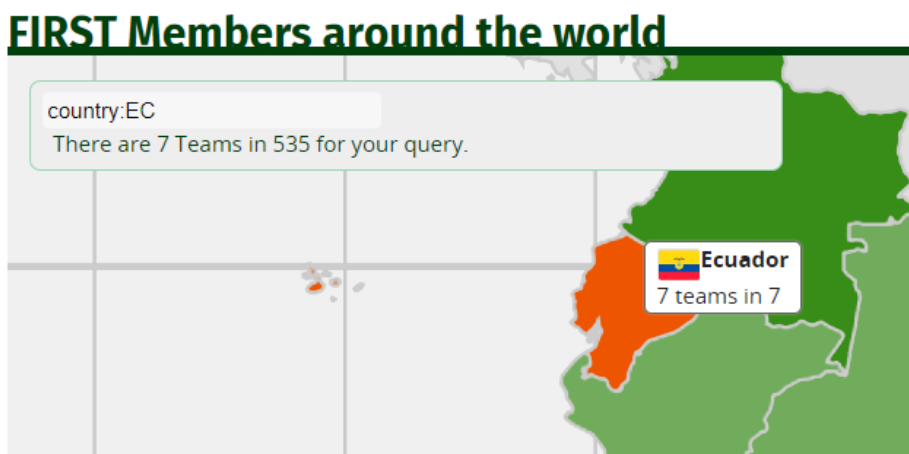 FIRST Members around the world
country:EC
There are 7 Teams in 535 for your query.
Ecuador
7 teams in 7